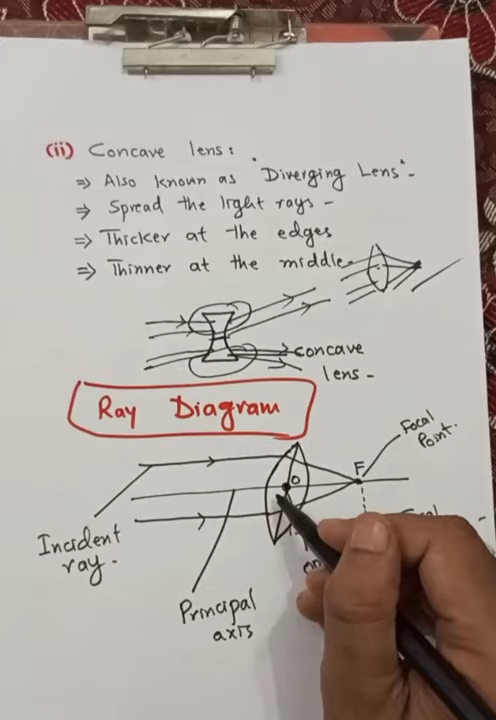 (ii) Concave lens:
⇒ Also known as "Diverging Lens".
⇒ Spread the light rays -
⇒ Thicker at the edges
⇒ Thinner at the middle.
concave
lens -
Ray Diagram
Focal
Point.
F
O
Incident
ray.
Principal
axis